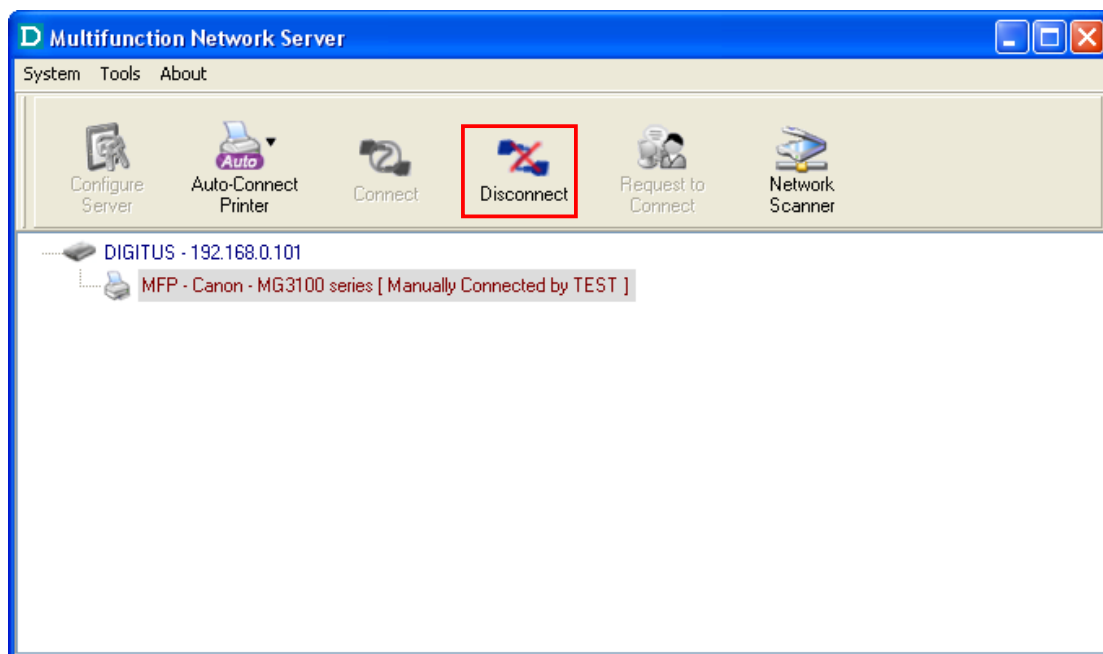 D Multifunction Network Server
System Tools About
Auto
Configure Server
Auto-Connect Printer
Connect
Disconnect
Request to Connect
Network Scanner
DIGITUS - 192.168.0.101
MFP - Canon - MG3100 series [ Manually Connected by TEST ]